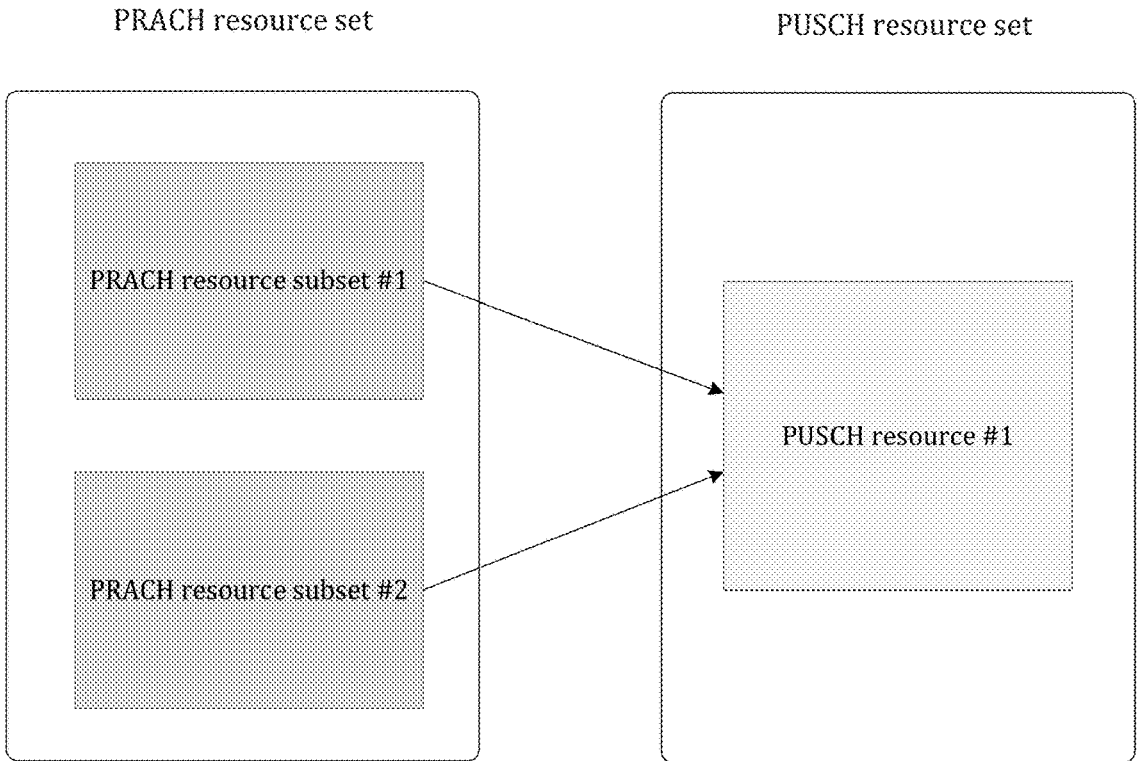 PRACH resource set
PUSCH resource set
PRACH resource subset #1
PUSCH resource #1
PRACH resource subset #2